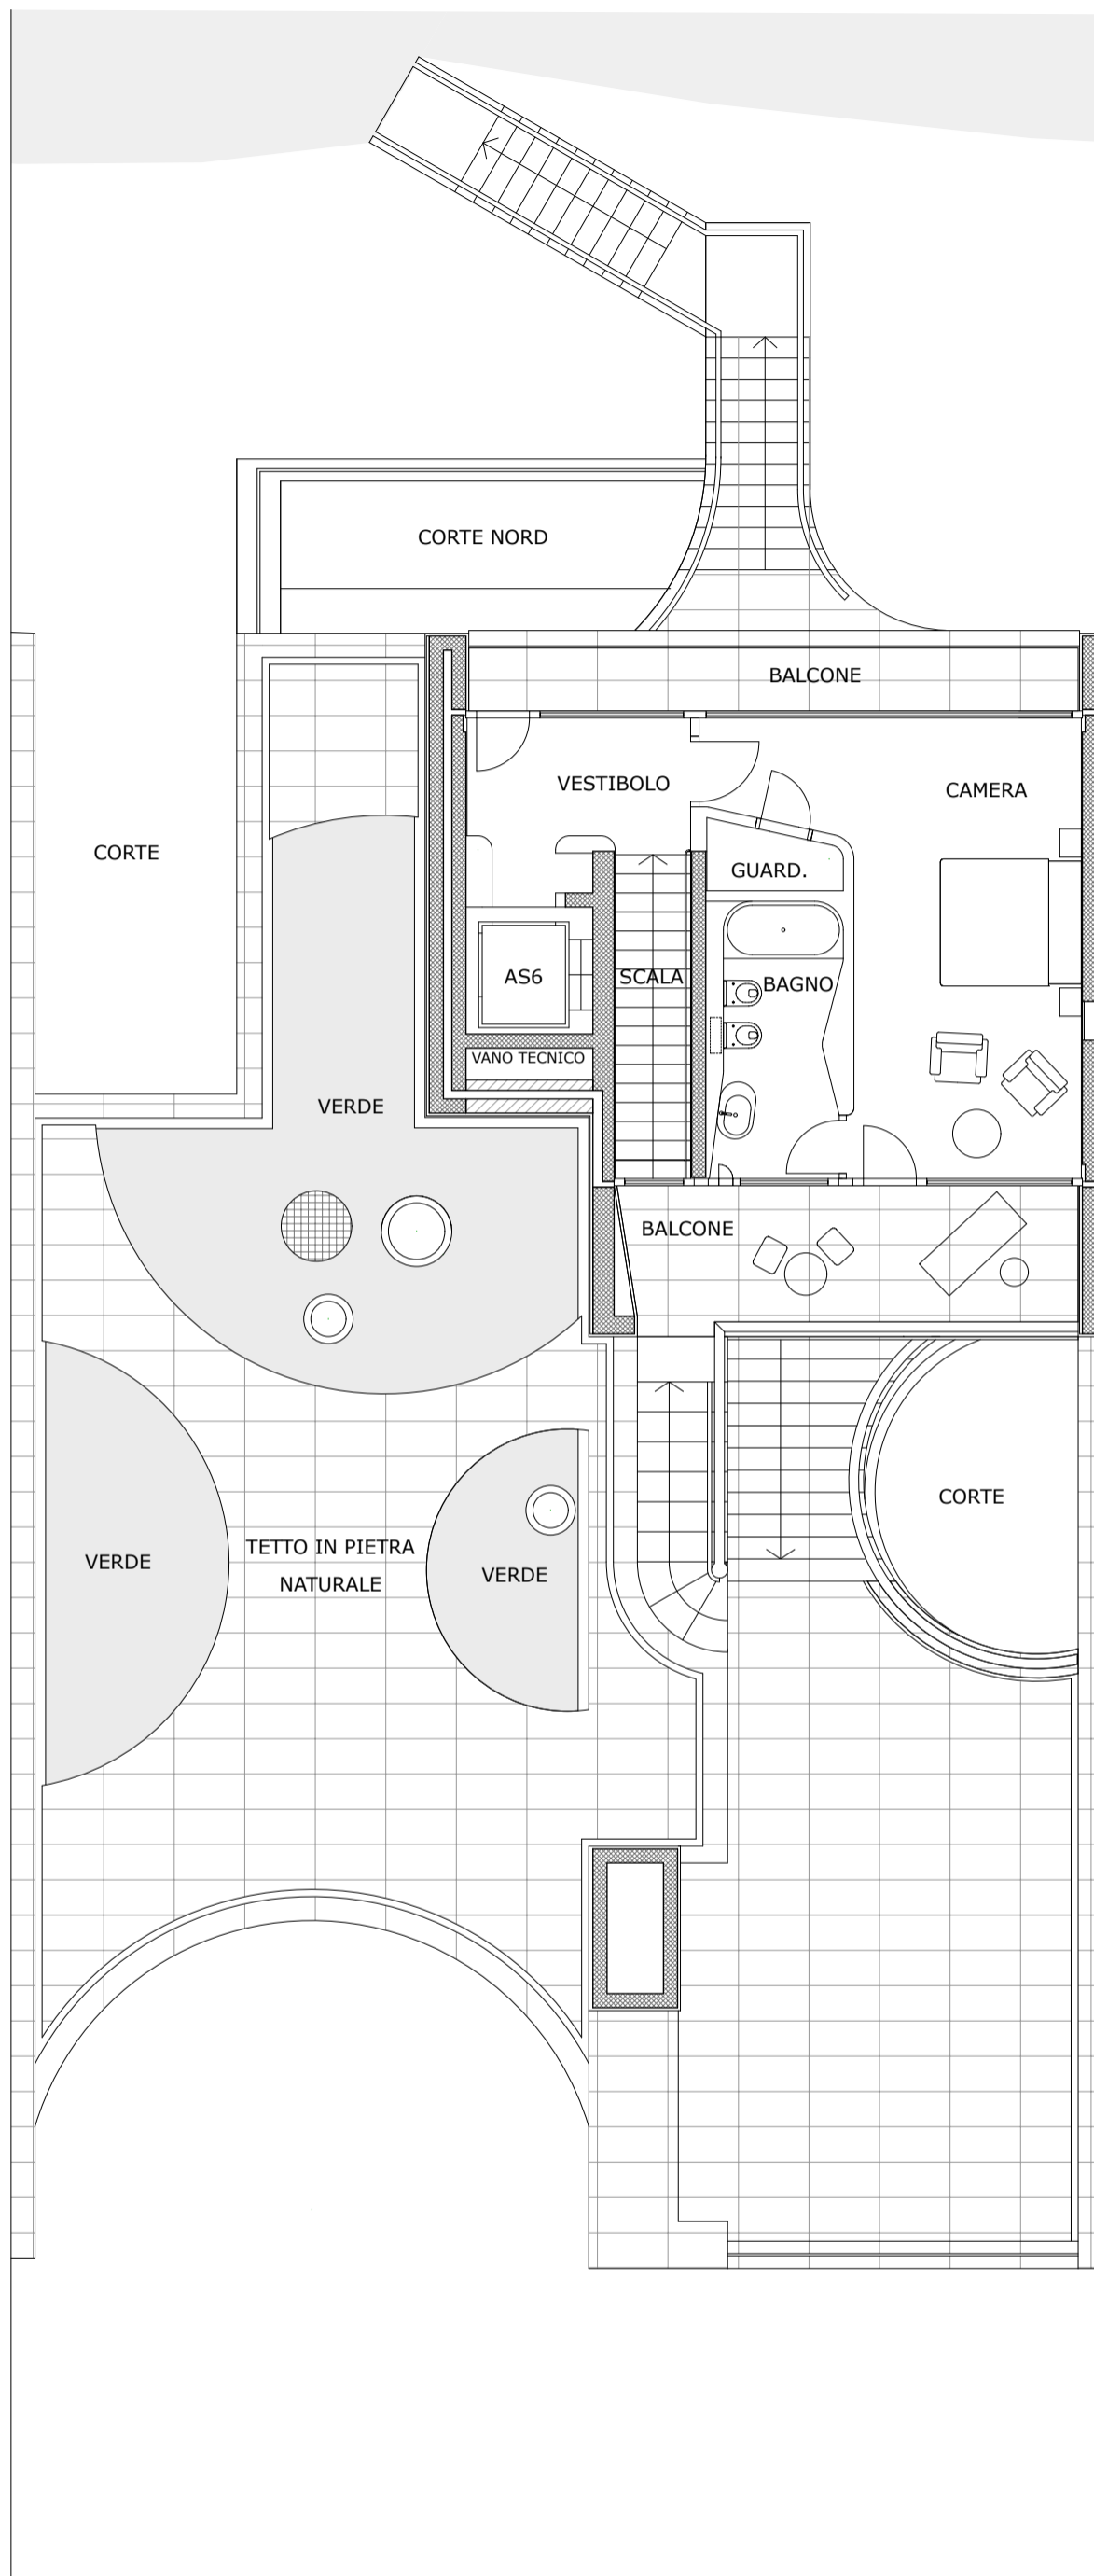 CORTE NORD
BALCONE
VESTIBOLO
CAMERA
CORTE
GUARD.
AS6
SCALA
BAGNO
VANO TECNICO
VERDE
BALCONE
CORTE
TETTO IN PIETRA
NATURALE
VERDE
VERDE